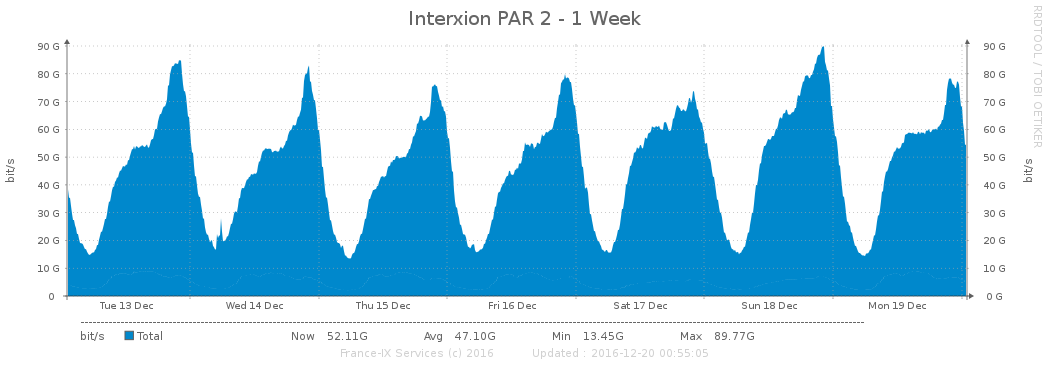 Interxion PAR 2 - 1 Week
RRDTOOL / TOBI OETIKER
bit/s
90 G 90 G
80 G 80 G
70 G 70 G
60 G 60 G
50 G 50 G
40 G 40 G
30 G 30 G
20 G 20 G
10 G 10 G
0 0 G
bit/s
Tue 13 Dec Wed 14 Dec Thu 15 Dec Fri 16 Dec Sat 17 Dec Sun 18 Dec Mon 19 Dec
bit/s Total Now 52.11G Avg 47.10G Min 13.45G Max 89.77G
France-IX Services (c) 2016 Updated : 2016-12-20 00:55:05